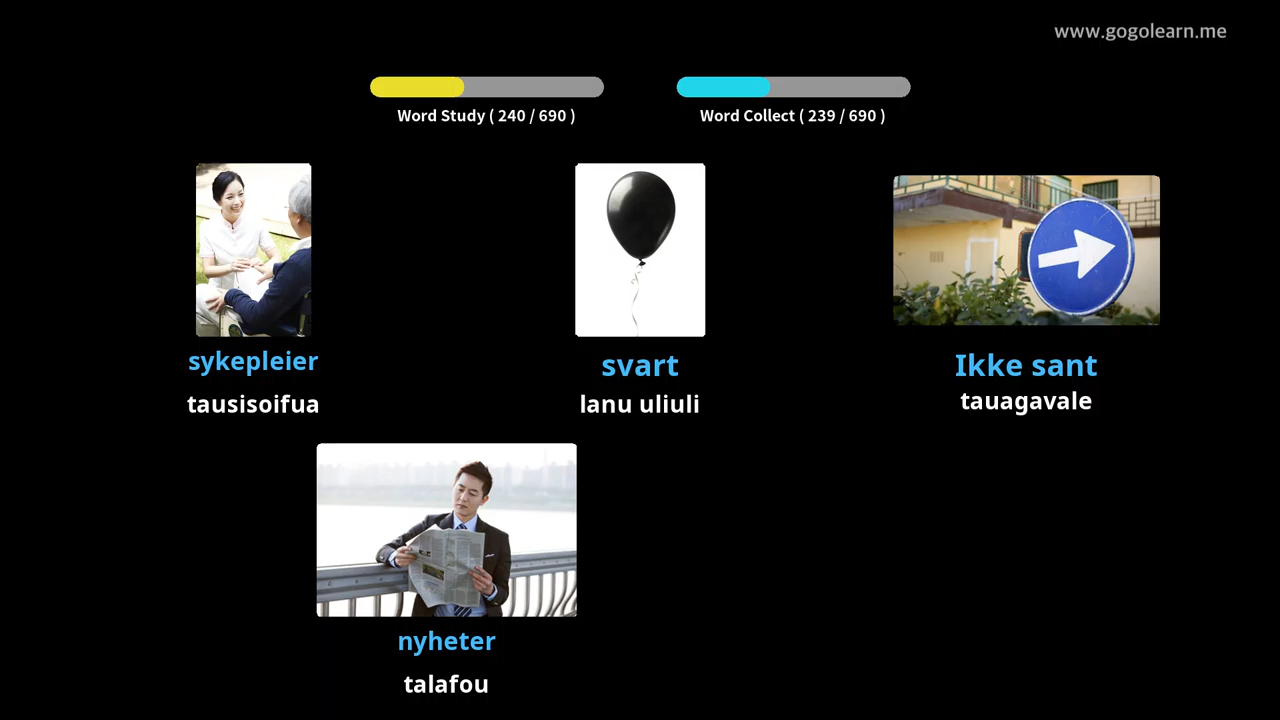 www.gogolearn.me
Word Study ( 240 / 690 )
Word Collect ( 239 / 690 )
sykepleier
svart
Ikke sant
tausisoifua
lanu uliuli
tauagavale
nyheter
talafou